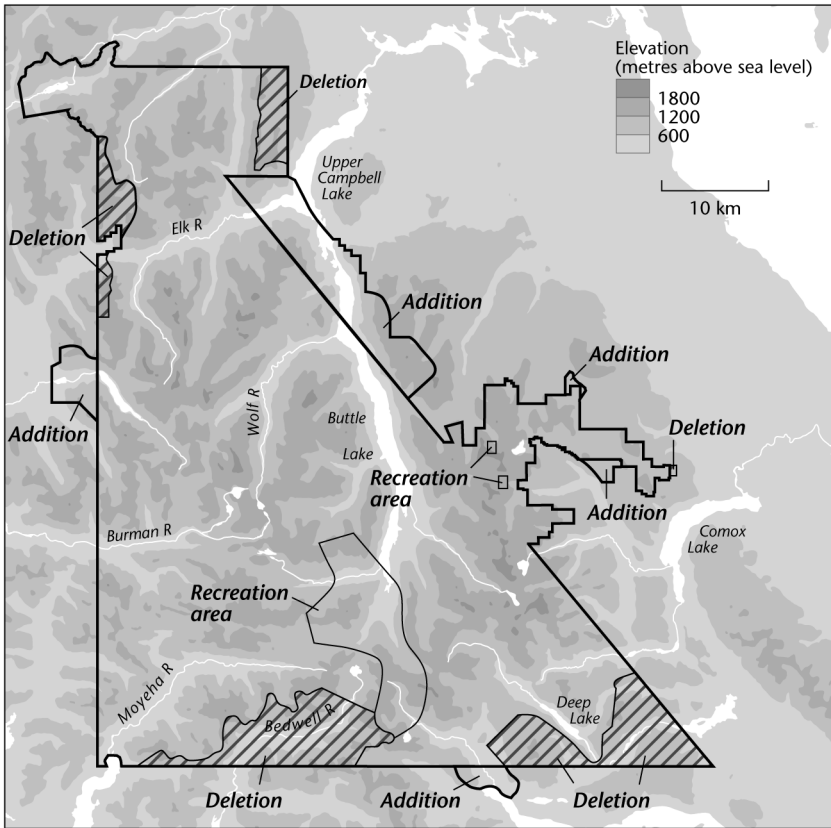 Elevation
(metres above sea level)
1800
1200
600
10 km
Deletion
Upper
Campbell
Lake
Elk R
Deletion
Addition
Addition
Addition
Wolf R
Buttle
Lake
Deletion
Recreation
area
Addition
Burman R
Comox
Lake
Recreation
area
Moyeha R
Bedwell R
Deep
Lake
Deletion
Addition
Deletion